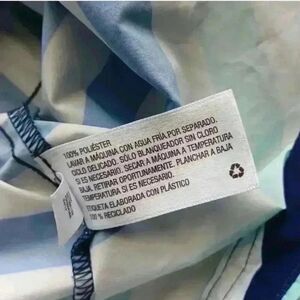 100% POLIÉSTER
LAVAR A MÁQUINA CON AGUA FRÍA POR SEPARADO.
CICLO DELICADO. SÓLO BLANQUEADOR SIN CLORO
SI ES NECESARIO. SECAR A MÁQUINA A TEMPERATURA
BAJA. RETIRAR OPORTUNAMENTE. PLANCHAR A BAJA
TEMPERATURA SI ES NECESARIO.
ETIQUETA ELABORADA CON PLÁSTICO
100 % RECICLADO